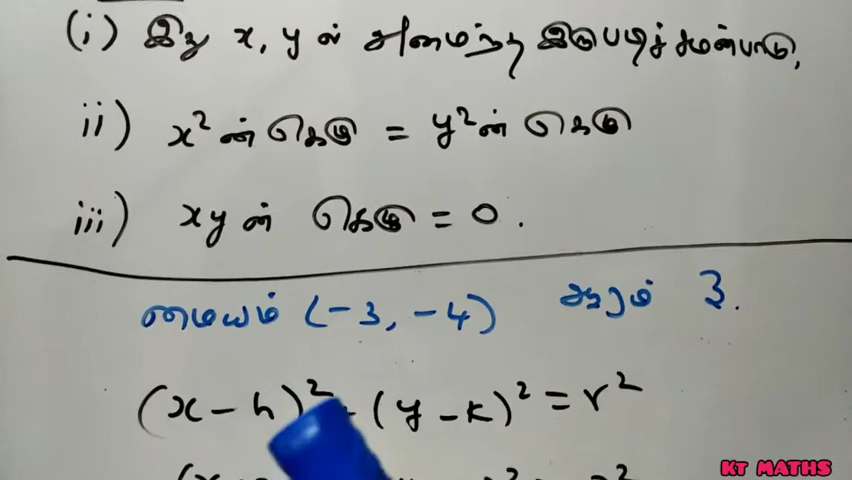 (i) இது x, y ல் அமைந்த இருபடிச் சமன்பாடு,
ii) x² ன் கெழு = y² ன் கெழு
iii) xy ன் கெழு = 0.
மையம் (-3, -4) ஆரம் 3.
(x - h)² (y - k)² = r²
KT MATHS